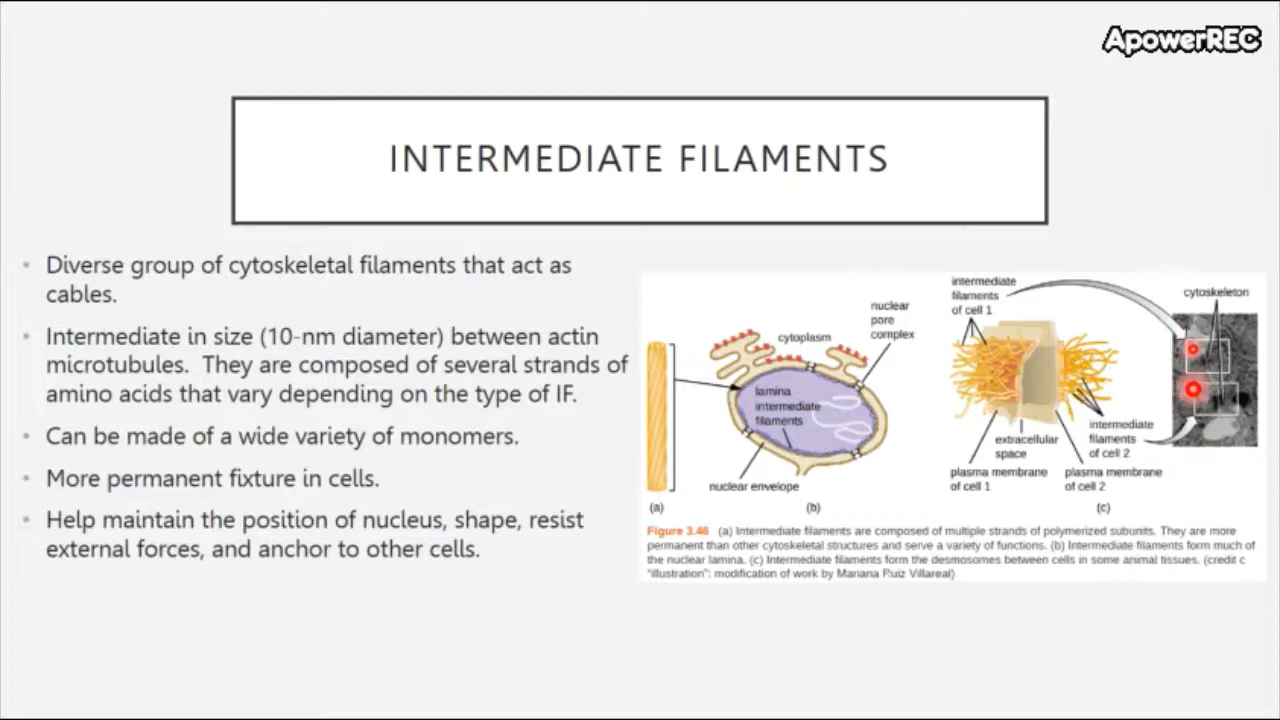 ApowerREC
INTERMEDIATE FILAMENTS
• Diverse group of cytoskeletal filaments that act as
cables.
• Intermediate in size (10-nm diameter) between actin
microtubules. They are composed of several strands of
amino acids that vary depending on the type of IF.
• Can be made of a wide variety of monomers.
• More permanent fixture in cells.
• Help maintain the position of nucleus, shape, resist
external forces, and anchor to other cells.
(a)
cytoplasm
nuclear
pore
complex
lamina
intermediate
filaments
nuclear envelope
(b)
intermediate
filaments
of cell 1
cytoskeleton
extracellular
space
intermediate
filaments
of cell 2
plasma membrane
of cell 1
plasma membrane
of cell 2
(c)
Figure 3.46 (a) Intermediate filaments are composed of multiple strands of polymerized subunits. They are more
permanent than other cytoskeletal structures and serve a variety of functions. (b) Intermediate filaments form much of
the nuclear lamina. (c) Intermediate filaments form the desmosomes between cells in some animal tissues. (credit c
"illustration": modification of work by Mariana Ruiz Villareal)